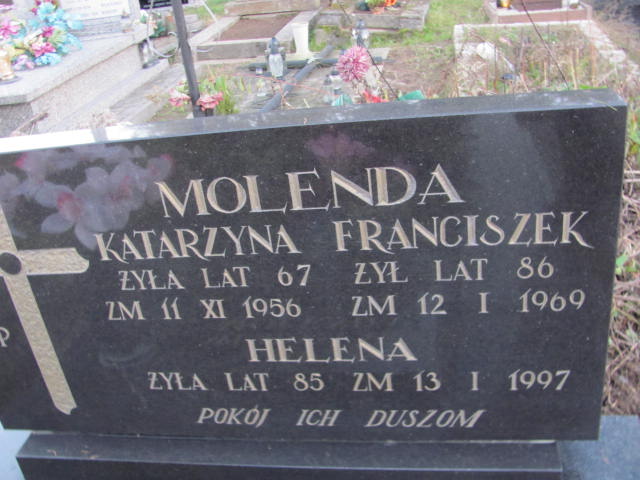 MOLENDA
KATARZYNA FRANCISZEK
ŻYŁA LAT 67 ŻYŁ LAT 86
ZM 11 XI 1956 ZM 12 I 1969
P
HELENA
ŻYŁA LAT 85 ZM 13 I 1997
POKÓJ ICH DUSZOM